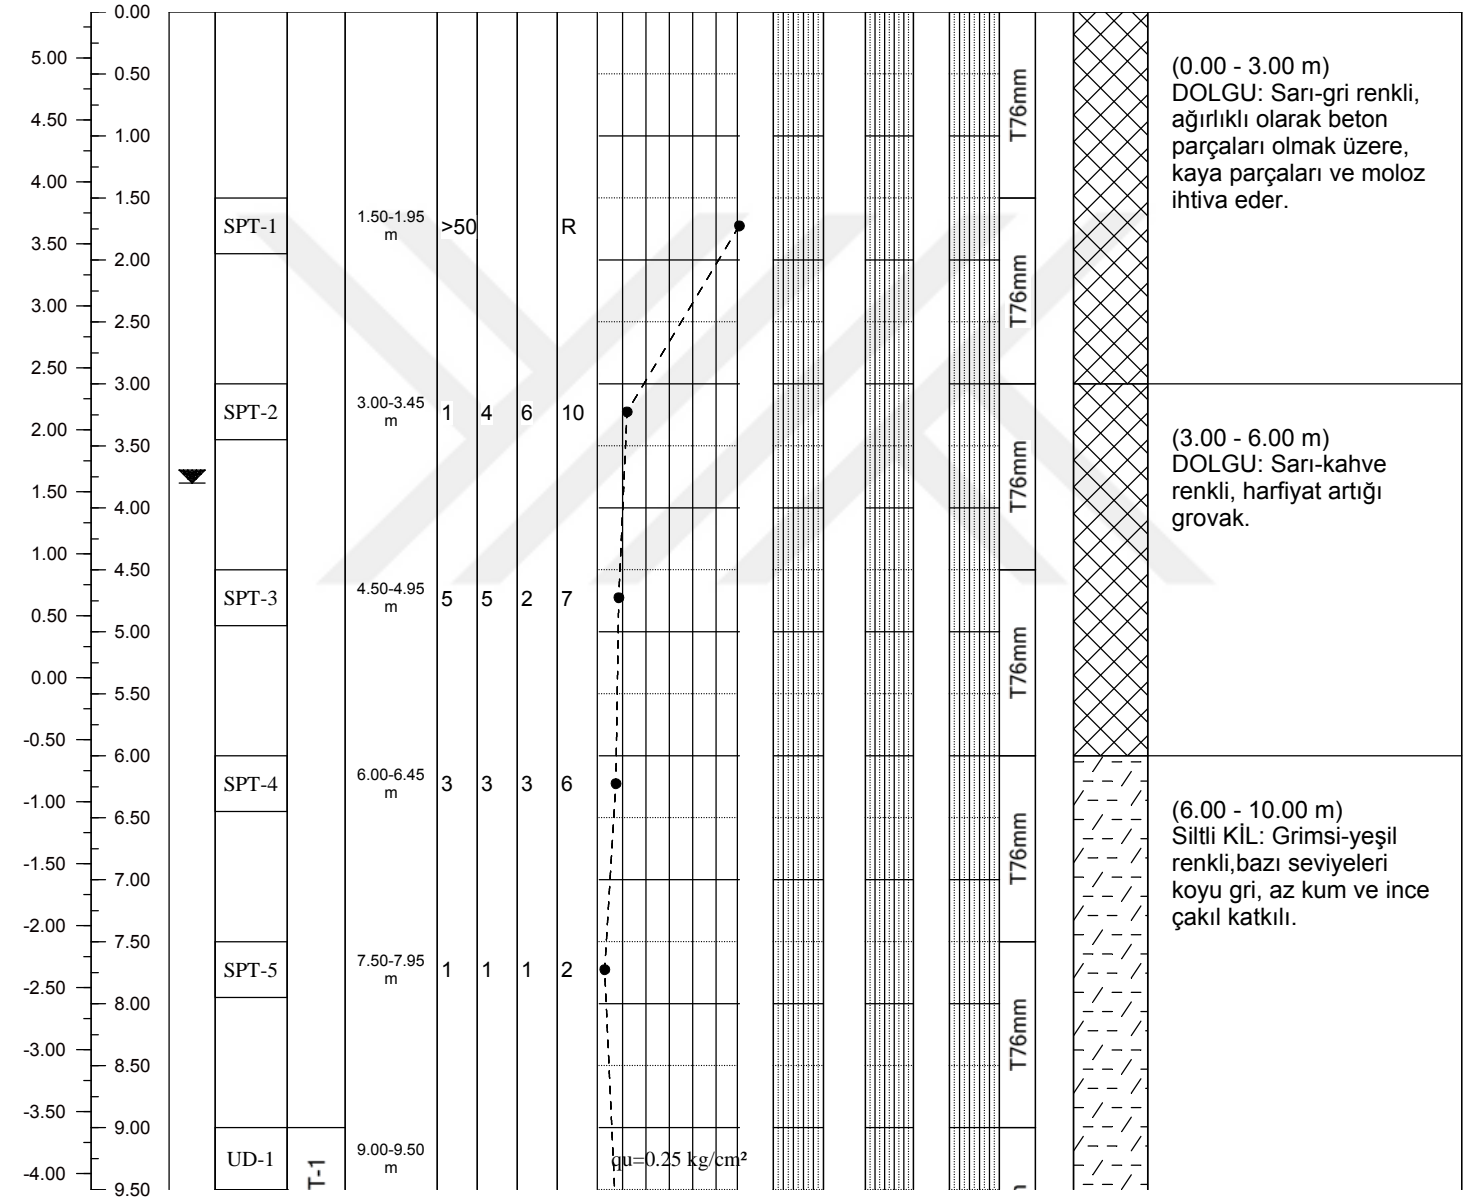 0.00
5.00
0.50
(0.00 - 3.00 m)
DOLGU: Sarı-gri renkli,
ağırlıklı olarak beton
parçaları olmak üzere,
kaya parçaları ve moloz
ihtiva eder.
T76mm
4.50
1.00
4.00
1.50
SPT-1
1.50-1.95
m
>50
R
3.50
2.00
T76mm
3.00
2.50
2.50
3.00
SPT-2
3.00-3.45
m
1 4 6 10
2.00
3.50
(3.00 - 6.00 m)
DOLGU: Sarı-kahve
renkli, harfiyat artığı
grovak.
T76mm
1.50
4.00
1.00
4.50
SPT-3
4.50-4.95
m
5 5 2 7
0.50
5.00
T76mm
0.00
5.50
-0.50
6.00
SPT-4
6.00-6.45
m
3 3 3 6
-1.00
6.50
(6.00 - 10.00 m)
Siltli KİL: Grimsi-yeşil
renkli,bazı seviyeleri
koyu gri, az kum ve ince
çakıl katkılı.
T76mm
-1.50
7.00
-2.00
7.50
SPT-5
7.50-7.95
m
1 1 1 2
-2.50
8.00
T76mm
-3.00
8.50
-3.50
9.00
UD-1
T-1
9.00-9.50
m
qu=0.25 kg/cm²
-4.00
9.50